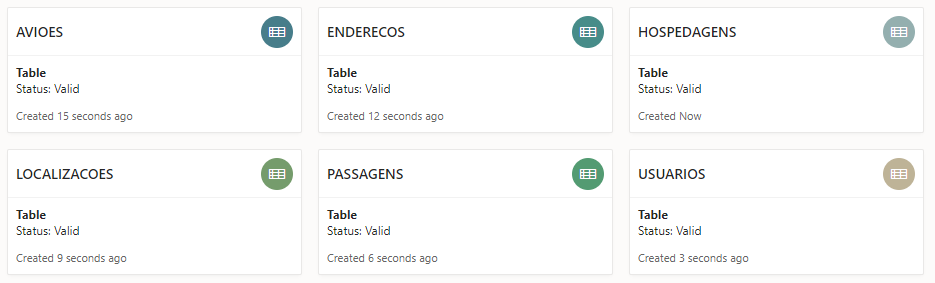 AVIOES
Table
Status: Valid
Created 15 seconds ago
ENDERECOS
Table
Status: Valid
Created 12 seconds ago
HOSPEDAGENS
Table
Status: Valid
Created Now
LOCALIZACOES
Table
Status: Valid
Created 9 seconds ago
PASSAGENS
Table
Status: Valid
Created 6 seconds ago
USUARIOS
Table
Status: Valid
Created 3 seconds ago